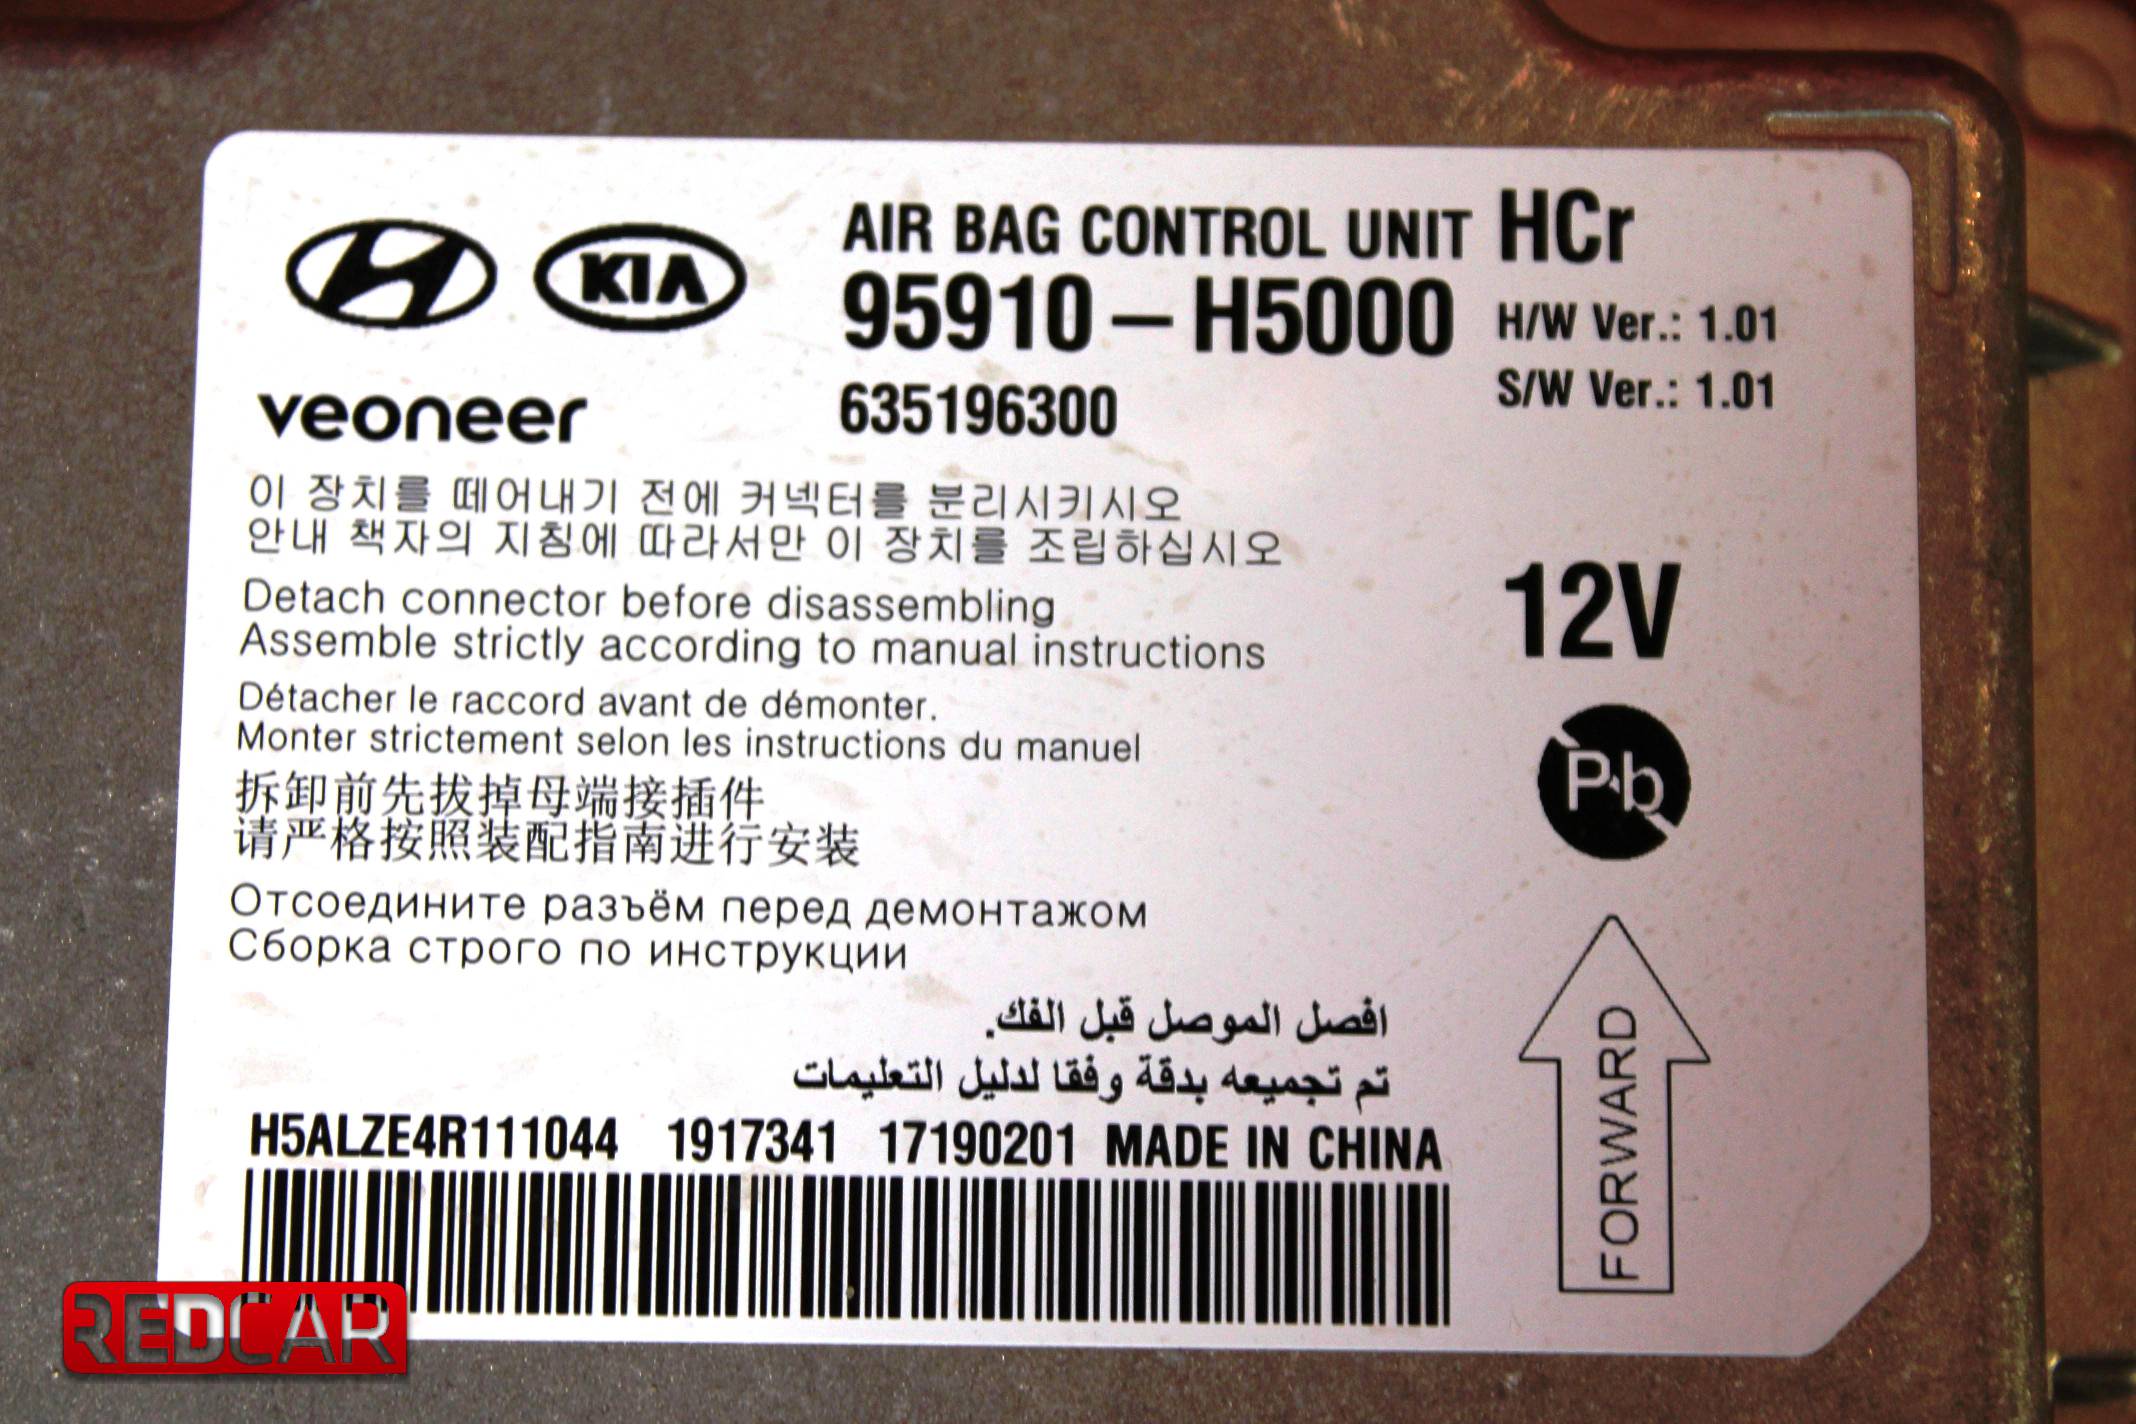 AIR BAG CONTROL UNIT HCr
KIA
95910-H5000
H/W Ver.: 1.01
veoneer
635196300
S/W Ver.: 1.01
이 장치를 떼어내기 전에 커넥터를 분리시키시오
안내 책자의 지침에 따라서만 이 장치를 조립하십시오
Detach connector before disassembling
Assemble strictly according to manual instructions
12V
Détacher le raccord avant de démonter.
Monter strictement selon les instructions du manuel
Pb
拆卸前先拔掉母端接插件
请严格按照装配指南进行安装
Отсоедините разъём перед демонтажом
Сборка строго по инструкции
افصل الموصل قبل الفك.
تم تجميعه بدقة وفقا لدليل التعليمات
FORWARD
H5ALZE4R111044 1917341 17190201 MADE IN CHINA
REDCAR